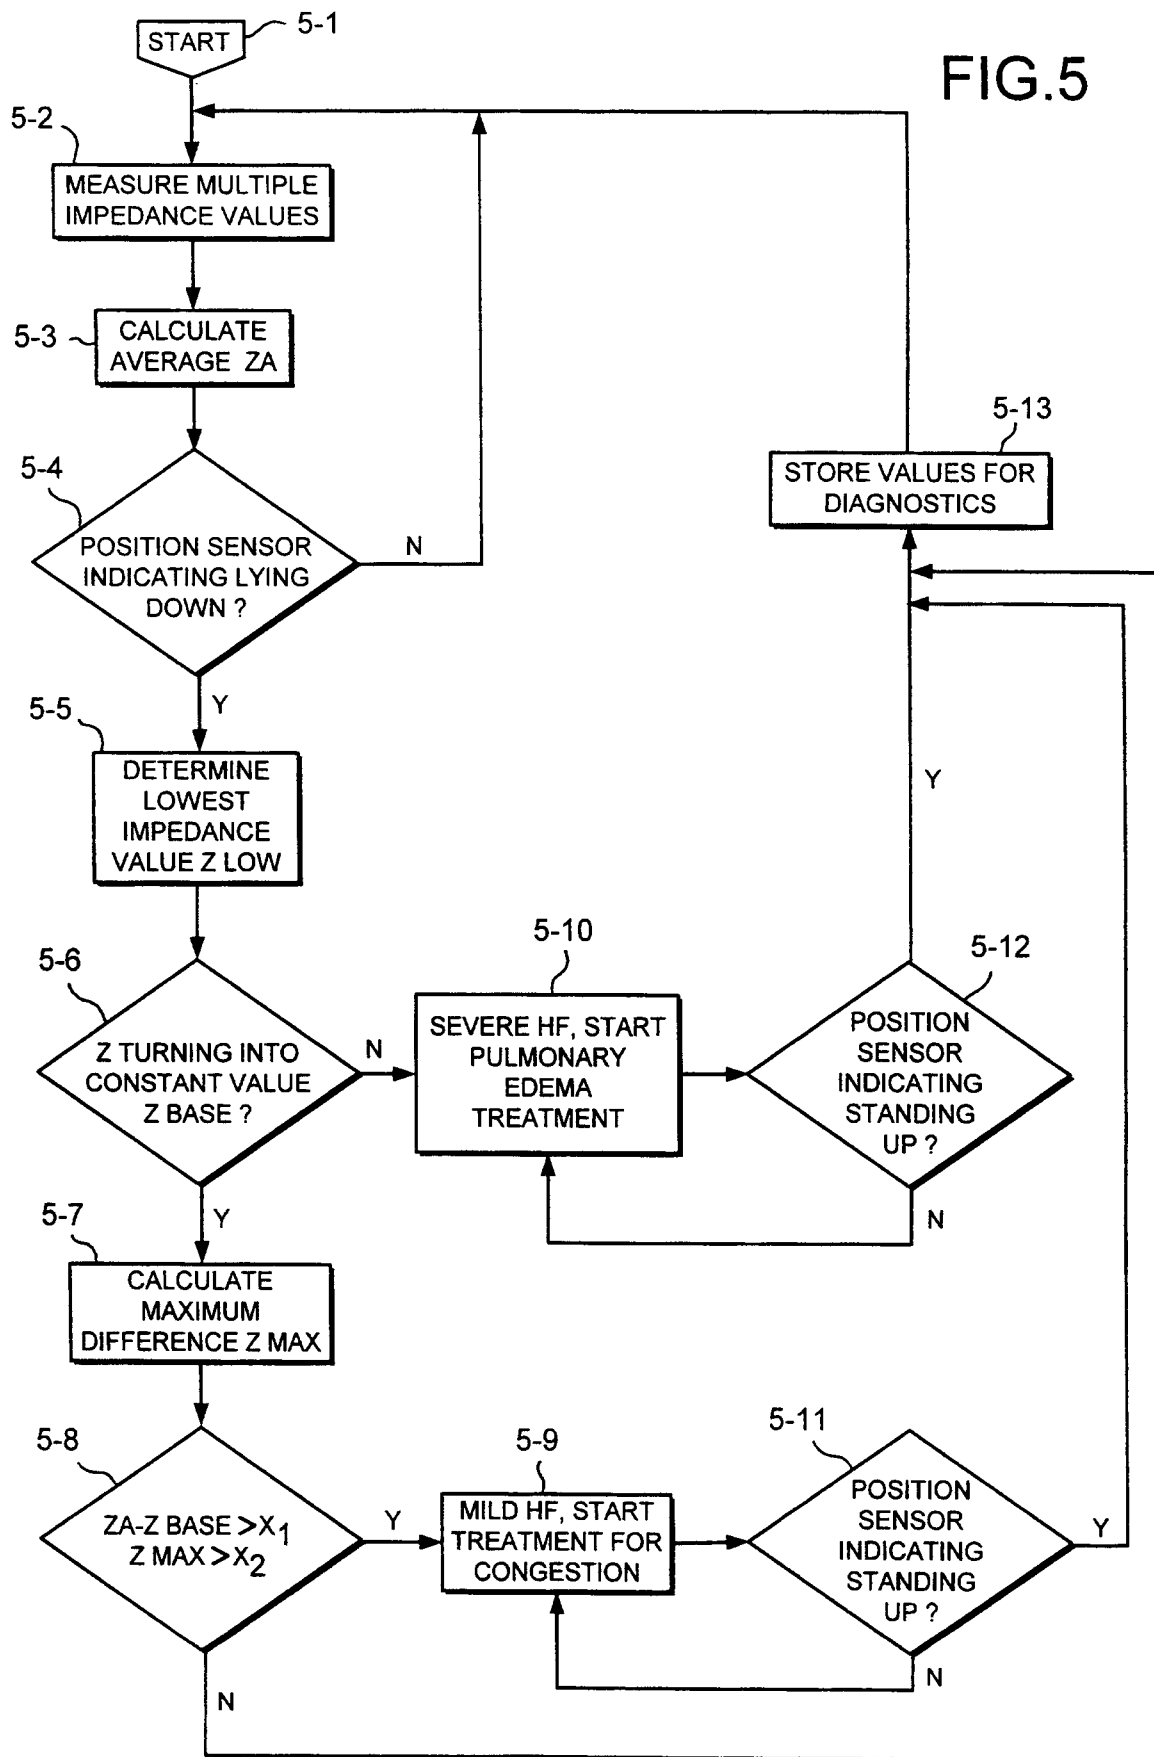 FIG.5
START
5-1
5-2
MEASURE MULTIPLE
IMPEDANCE VALUES
5-3
CALCULATE
AVERAGE ZA
5-4
POSITION SENSOR
INDICATING LYING
DOWN ?
N
Y
5-5
DETERMINE
LOWEST
IMPEDANCE
VALUE Z LOW
5-6
Z TURNING INTO
CONSTANT VALUE
Z BASE ?
N
Y
5-10
SEVERE HF, START
PULMONARY
EDEMA
TREATMENT
5-12
POSITION
SENSOR
INDICATING
STANDING
UP ?
Y
N
5-13
STORE VALUES FOR
DIAGNOSTICS
5-7
CALCULATE
MAXIMUM
DIFFERENCE Z MAX
5-8
ZA-Z BASE >X1
Z MAX >X2
Y
N
5-9
MILD HF, START
TREATMENT FOR
CONGESTION
5-11
POSITION
SENSOR
INDICATING
STANDING
UP ?
Y
N